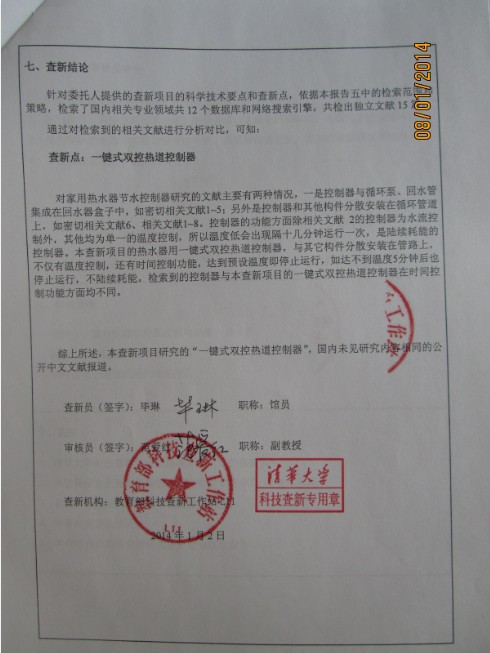 08/01/2014
七、查新结论
针对委托人提供的查新项目的科学技术要点和查新点，依据本报告五中的检索范围
策略，检索了国内相关专业领域共 12 个数据库和网络搜索引擎。共检出独立文献 15
通过对检索到的相关文献进行分析对比，可知：
查新点：一键式双控热道控制器
对家用热水器节水控制器研究的文献主要有两种情况，一是控制器与循环泵、回水管
集成在回水器盒子中，如密切相关文献1~5；另外是控制器和其他构件分散安装在循环管道
上，如密切相关文献6、相关文献1~8。控制器的功能方面除相关文献 2的控制器为水流控
制外，其他均为单一的温度控制，所以温度低会出现隔十几分钟运行一次，是陆续耗能的
控制器。本查新项目的热水器用一键式双控热道控制器，与其它构件分散安装在管路上，
不仅有温度控制，还有时间控制功能，达到预设温度即停止运行，如达不到温度5分钟后也
停止运行，不陆续耗能。检索到的控制器与本查新项目的一键式双控热道控制器在时间控
制功能方面均不同。
工作站
综上所述，本查新项目研究的“一键式双控热道控制器”，国内未见研究内容相同的公
开中文文献报道。
查新员（签字）：毕琳 毕琳 职称：馆员
审核员（签字）： 职称：副教授
教育部科技查新工作站
清华大学
科技查新专用章
查新机构：教育部科技查新工作站
2014 年 1 月 2 日